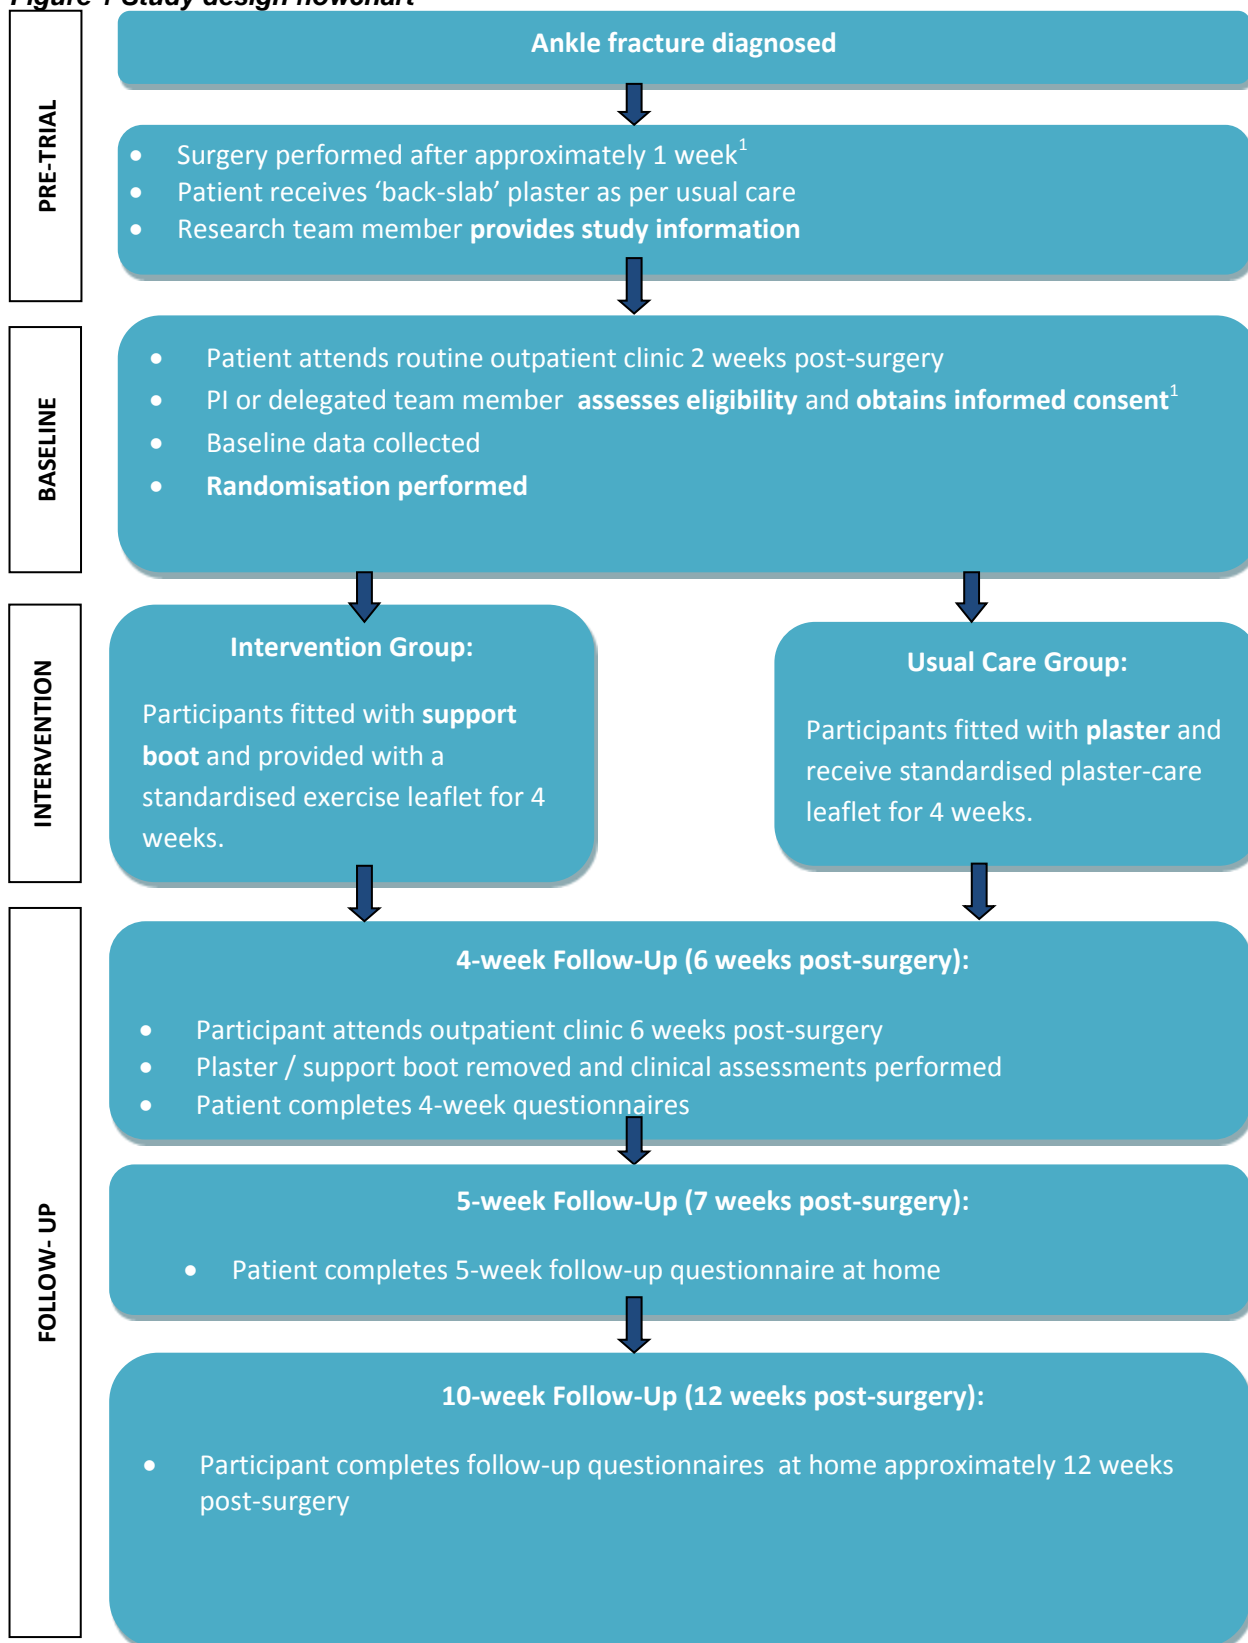 Figure 1 Study design flowchart
PRE-TRIAL
Ankle fracture diagnosed
• Surgery performed after approximately 1 week1
• Patient receives ‘back-slab’ plaster as per usual care
• Research team member provides study information
BASELINE
• Patient attends routine outpatient clinic 2 weeks post-surgery
• PI or delegated team member assesses eligibility and obtains informed consent1
• Baseline data collected
• Randomisation performed
INTERVENTION
Intervention Group:
Participants fitted with support
boot and provided with a
standardised exercise leaflet for 4
weeks.
Usual Care Group:
Participants fitted with plaster and
receive standardised plaster-care
leaflet for 4 weeks.
FOLLOW- UP
4-week Follow-Up (6 weeks post-surgery):
• Participant attends outpatient clinic 6 weeks post-surgery
• Plaster / support boot removed and clinical assessments performed
• Patient completes 4-week questionnaires
5-week Follow-Up (7 weeks post-surgery):
• Patient completes 5-week follow-up questionnaire at home
10-week Follow-Up (12 weeks post-surgery):
• Participant completes follow-up questionnaires at home approximately 12 weeks
post-surgery